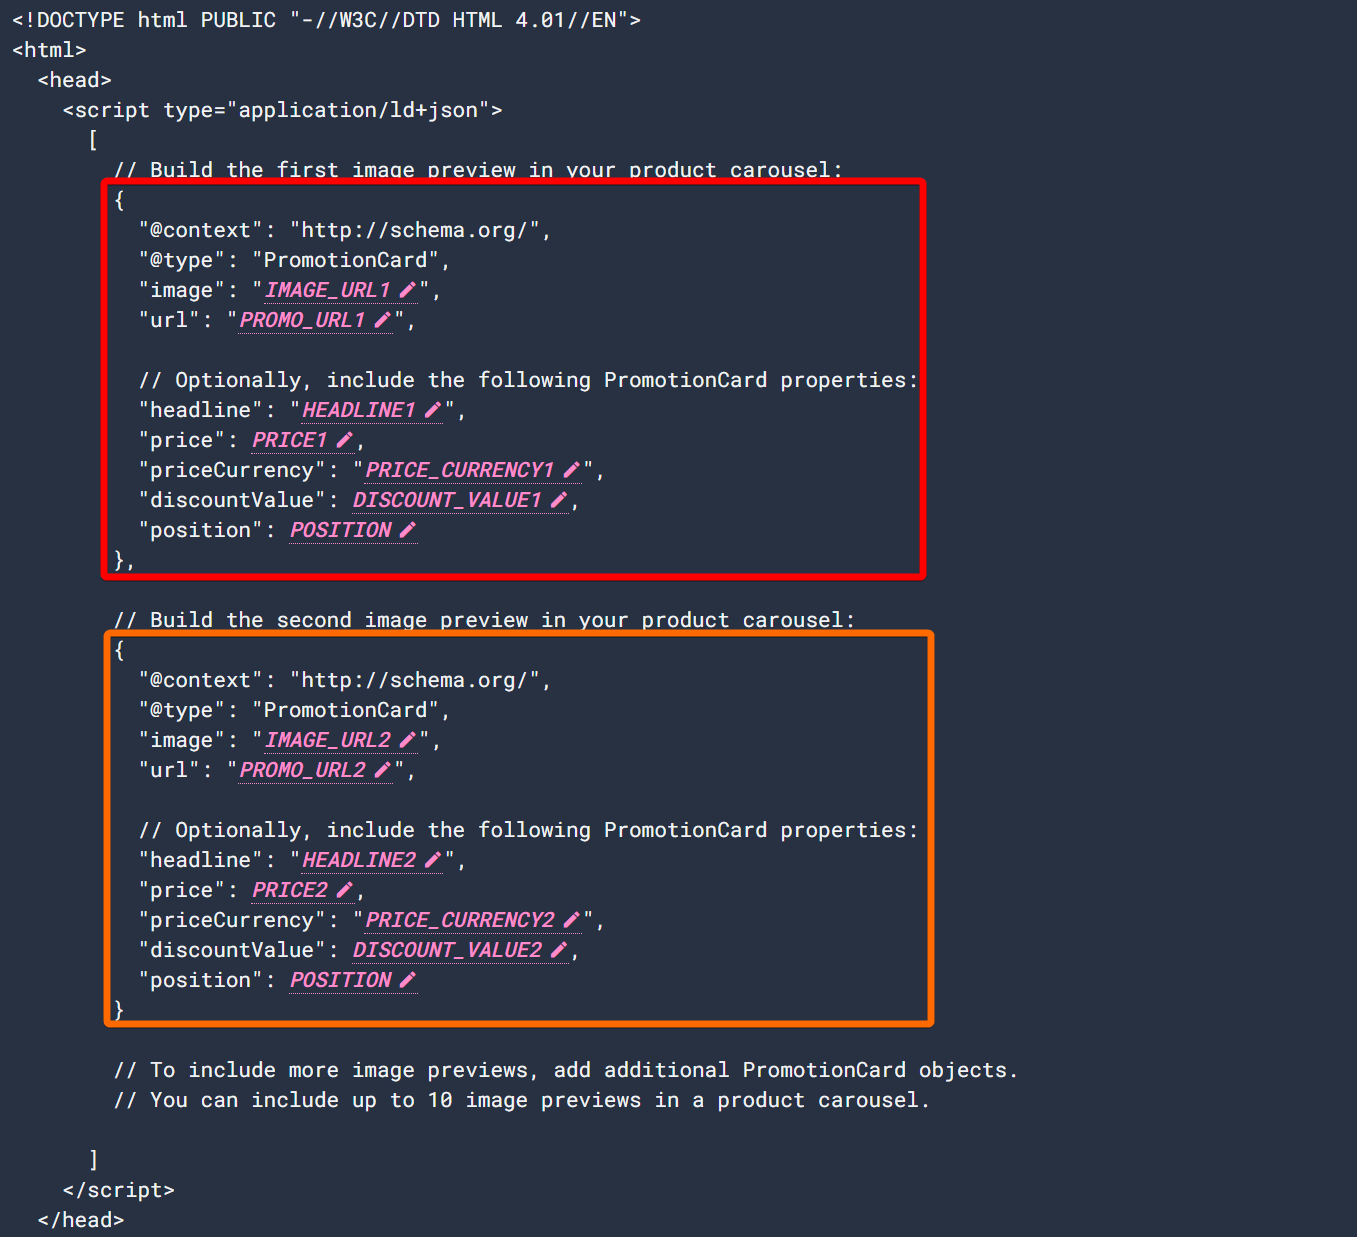 <!DOCTYPE html PUBLIC "-//W3C//DTD HTML 4.01//EN">
<html>
  <head>
    <script type="application/ld+json">
      [
        // Build the first image preview in your product carousel:
        {
          "@context": "http://schema.org/",
          "@type": "PromotionCard",
          "image": "IMAGE_URL1",
          "url": "PROMO_URL1",

          // Optionally, include the following PromotionCard properties:
          "headline": "HEADLINE1",
          "price": PRICE1,
          "priceCurrency": "PRICE_CURRENCY1",
          "discountValue": DISCOUNT_VALUE1,
          "position": POSITION
        },

        // Build the second image preview in your product carousel:
        {
          "@context": "http://schema.org/",
          "@type": "PromotionCard",
          "image": "IMAGE_URL2",
          "url": "PROMO_URL2",

          // Optionally, include the following PromotionCard properties:
          "headline": "HEADLINE2",
          "price": PRICE2,
          "priceCurrency": "PRICE_CURRENCY2",
          "discountValue": DISCOUNT_VALUE2,
          "position": POSITION
        }

        // To include more image previews, add additional PromotionCard objects.
        // You can include up to 10 image previews in a product carousel.

      ]
    </script>
  </head>